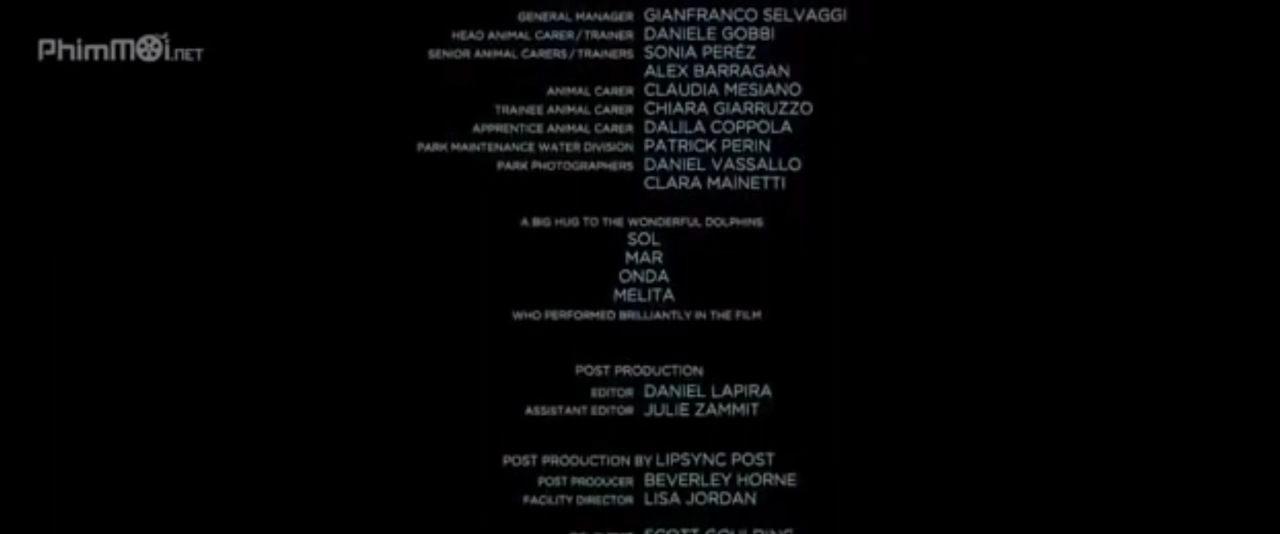 PhimMoi.NET
GENERAL MANAGER GIANFRANCO SELVAGGI
HEAD ANIMAL CARER / TRAINER DANIELE GOBBI
SENIOR ANIMAL CARERS / TRAINERS SONIA PERÉZ
ALEX BARRAGAN
ANIMAL CARER CLAUDIA MESIANO
TRAINEE ANIMAL CARER CHIARA GIARRUZZO
APPRENTICE ANIMAL CARER DALILA COPPOLA
PARK MAINTENANCE WATER DIVISION PATRICK PERIN
PARK PHOTOGRAPHERS DANIEL VASSALLO
CLARA MAINETTI
A BIG HUG TO THE WONDERFUL DOLPHINS
SOL
MAR
ONDA
MELITA
WHO PERFORMED BRILLIANTLY IN THE FILM
POST PRODUCTION
EDITOR DANIEL LAPIRA
ASSISTANT EDITOR JULIE ZAMMIT
POST PRODUCTION BY LIPSYNC POST
POST PRODUCER BEVERLEY HORNE
FACILITY DIRECTOR LISA JORDAN